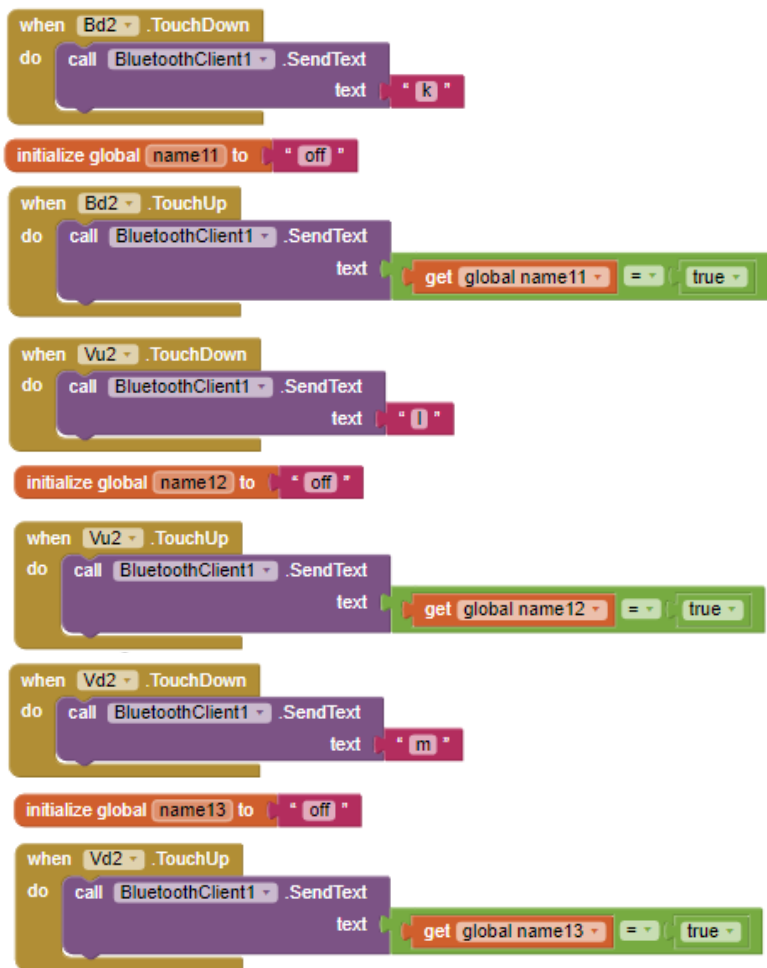 when Bd2 .TouchDown
do call BluetoothClient1 .SendText
text " k "
initialize global name11 to " off "
when Bd2 .TouchUp
do call BluetoothClient1 .SendText
text get global name11 = true
when Vu2 .TouchDown
do call BluetoothClient1 .SendText
text " l "
initialize global name12 to " off "
when Vu2 .TouchUp
do call BluetoothClient1 .SendText
text get global name12 = true
when Vd2 .TouchDown
do call BluetoothClient1 .SendText
text " m "
initialize global name13 to " off "
when Vd2 .TouchUp
do call BluetoothClient1 .SendText
text get global name13 = true